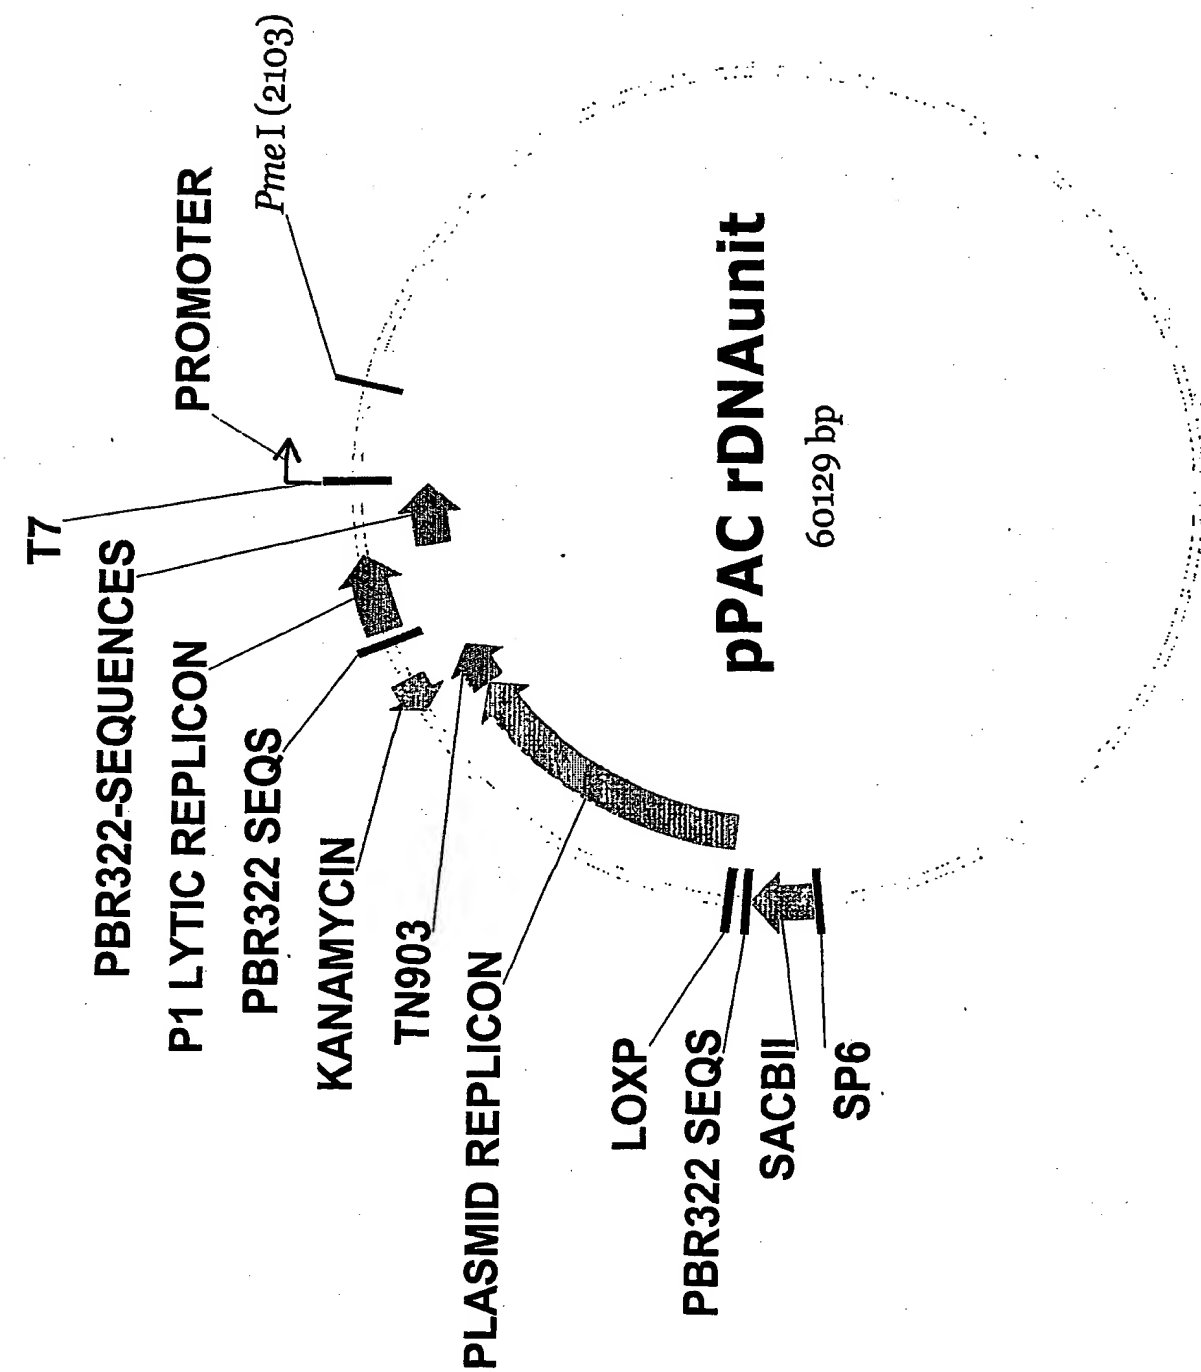 T7
PROMOTER
PBR322-SEQUENCES
PmeI (2103)
P1 LYTIC REPLICON
PBR322 SEQS
KANAMYCIN
TN903
PLASMID REPLICON
LOXP
PBR322 SEQS
SACBII
SP6
pPAC rDNAunit
60129 bp